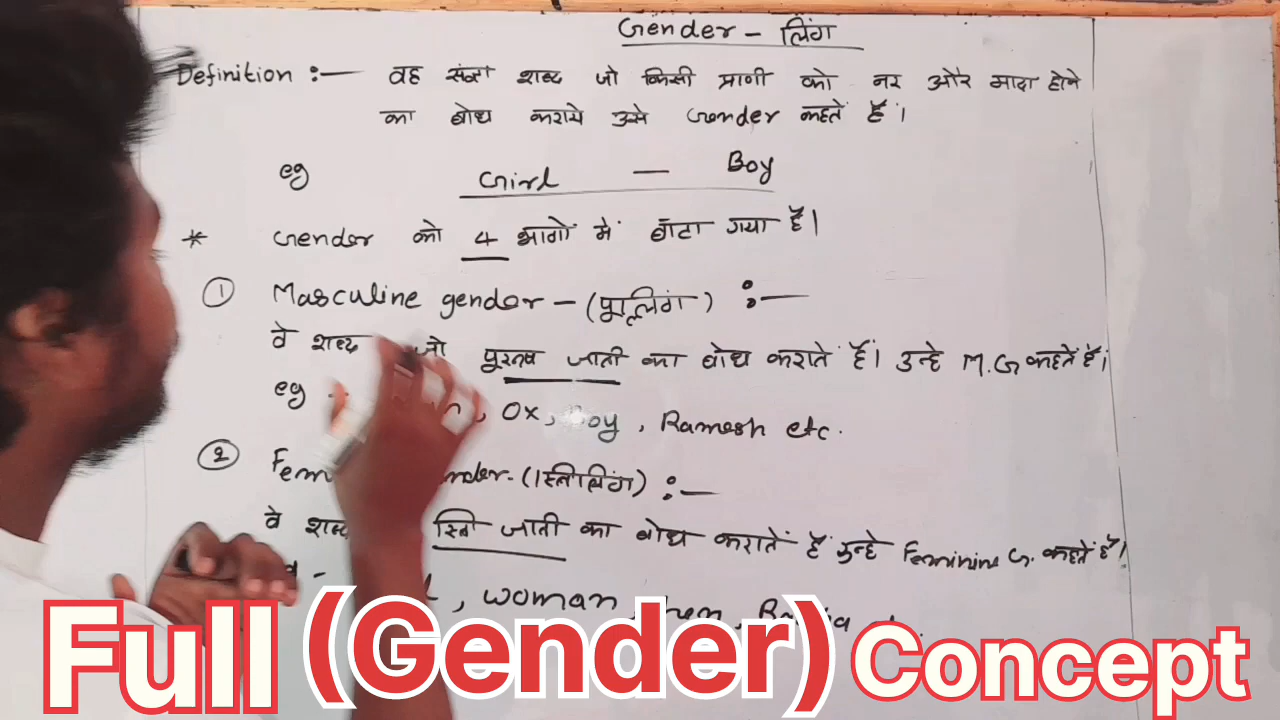 Gender - लिंग
Definition :- वह संज्ञा शब्द जो किसी प्राणी को नर और मादा होने
का बोध कराये उसे Gender कहतें हैं।
eg Girl - Boy
* Gender को 4 भागों में बाँटा गया हैं।
① Masculine gender - (पुल्लिंग) :-
वे शब्द जो पुरुष जाती का बोध कराते हैं। उन्हे M.G कहतें हैं।
eg , Ox, Boy, Ramesh etc.
② (स्त्रिलिंग) :-
वे शब्द स्त्रि जाती का बोध करातें हैं उन्हे Feminine G. कहतें हैं।
, woman, hen,
Full (Gender) Concept